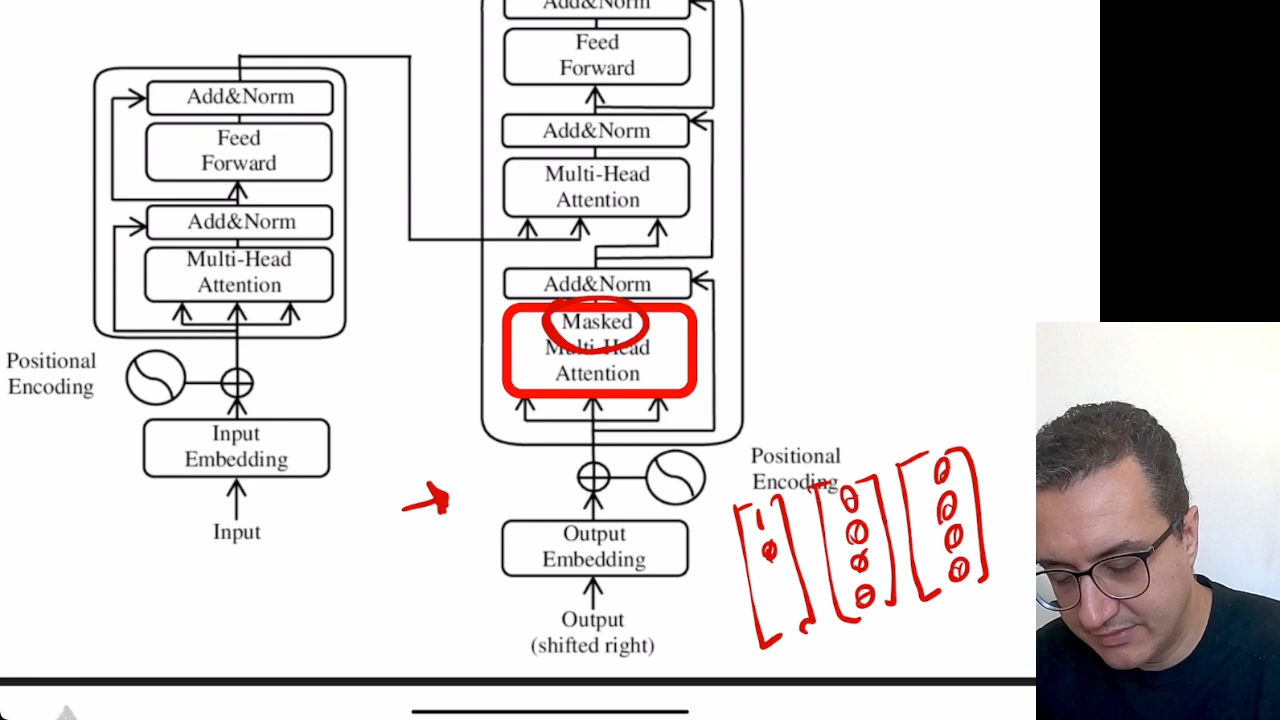 Add&Norm
Feed
Forward
Add&Norm
Multi-Head
Attention
Positional
Encoding
Input
Embedding
Input
Add&Norm
Feed
Forward
Add&Norm
Multi-Head
Attention
Add&Norm
Masked
Multi-Head
Attention
Positional
Encoding
Output
Embedding
Output
(shifted right)